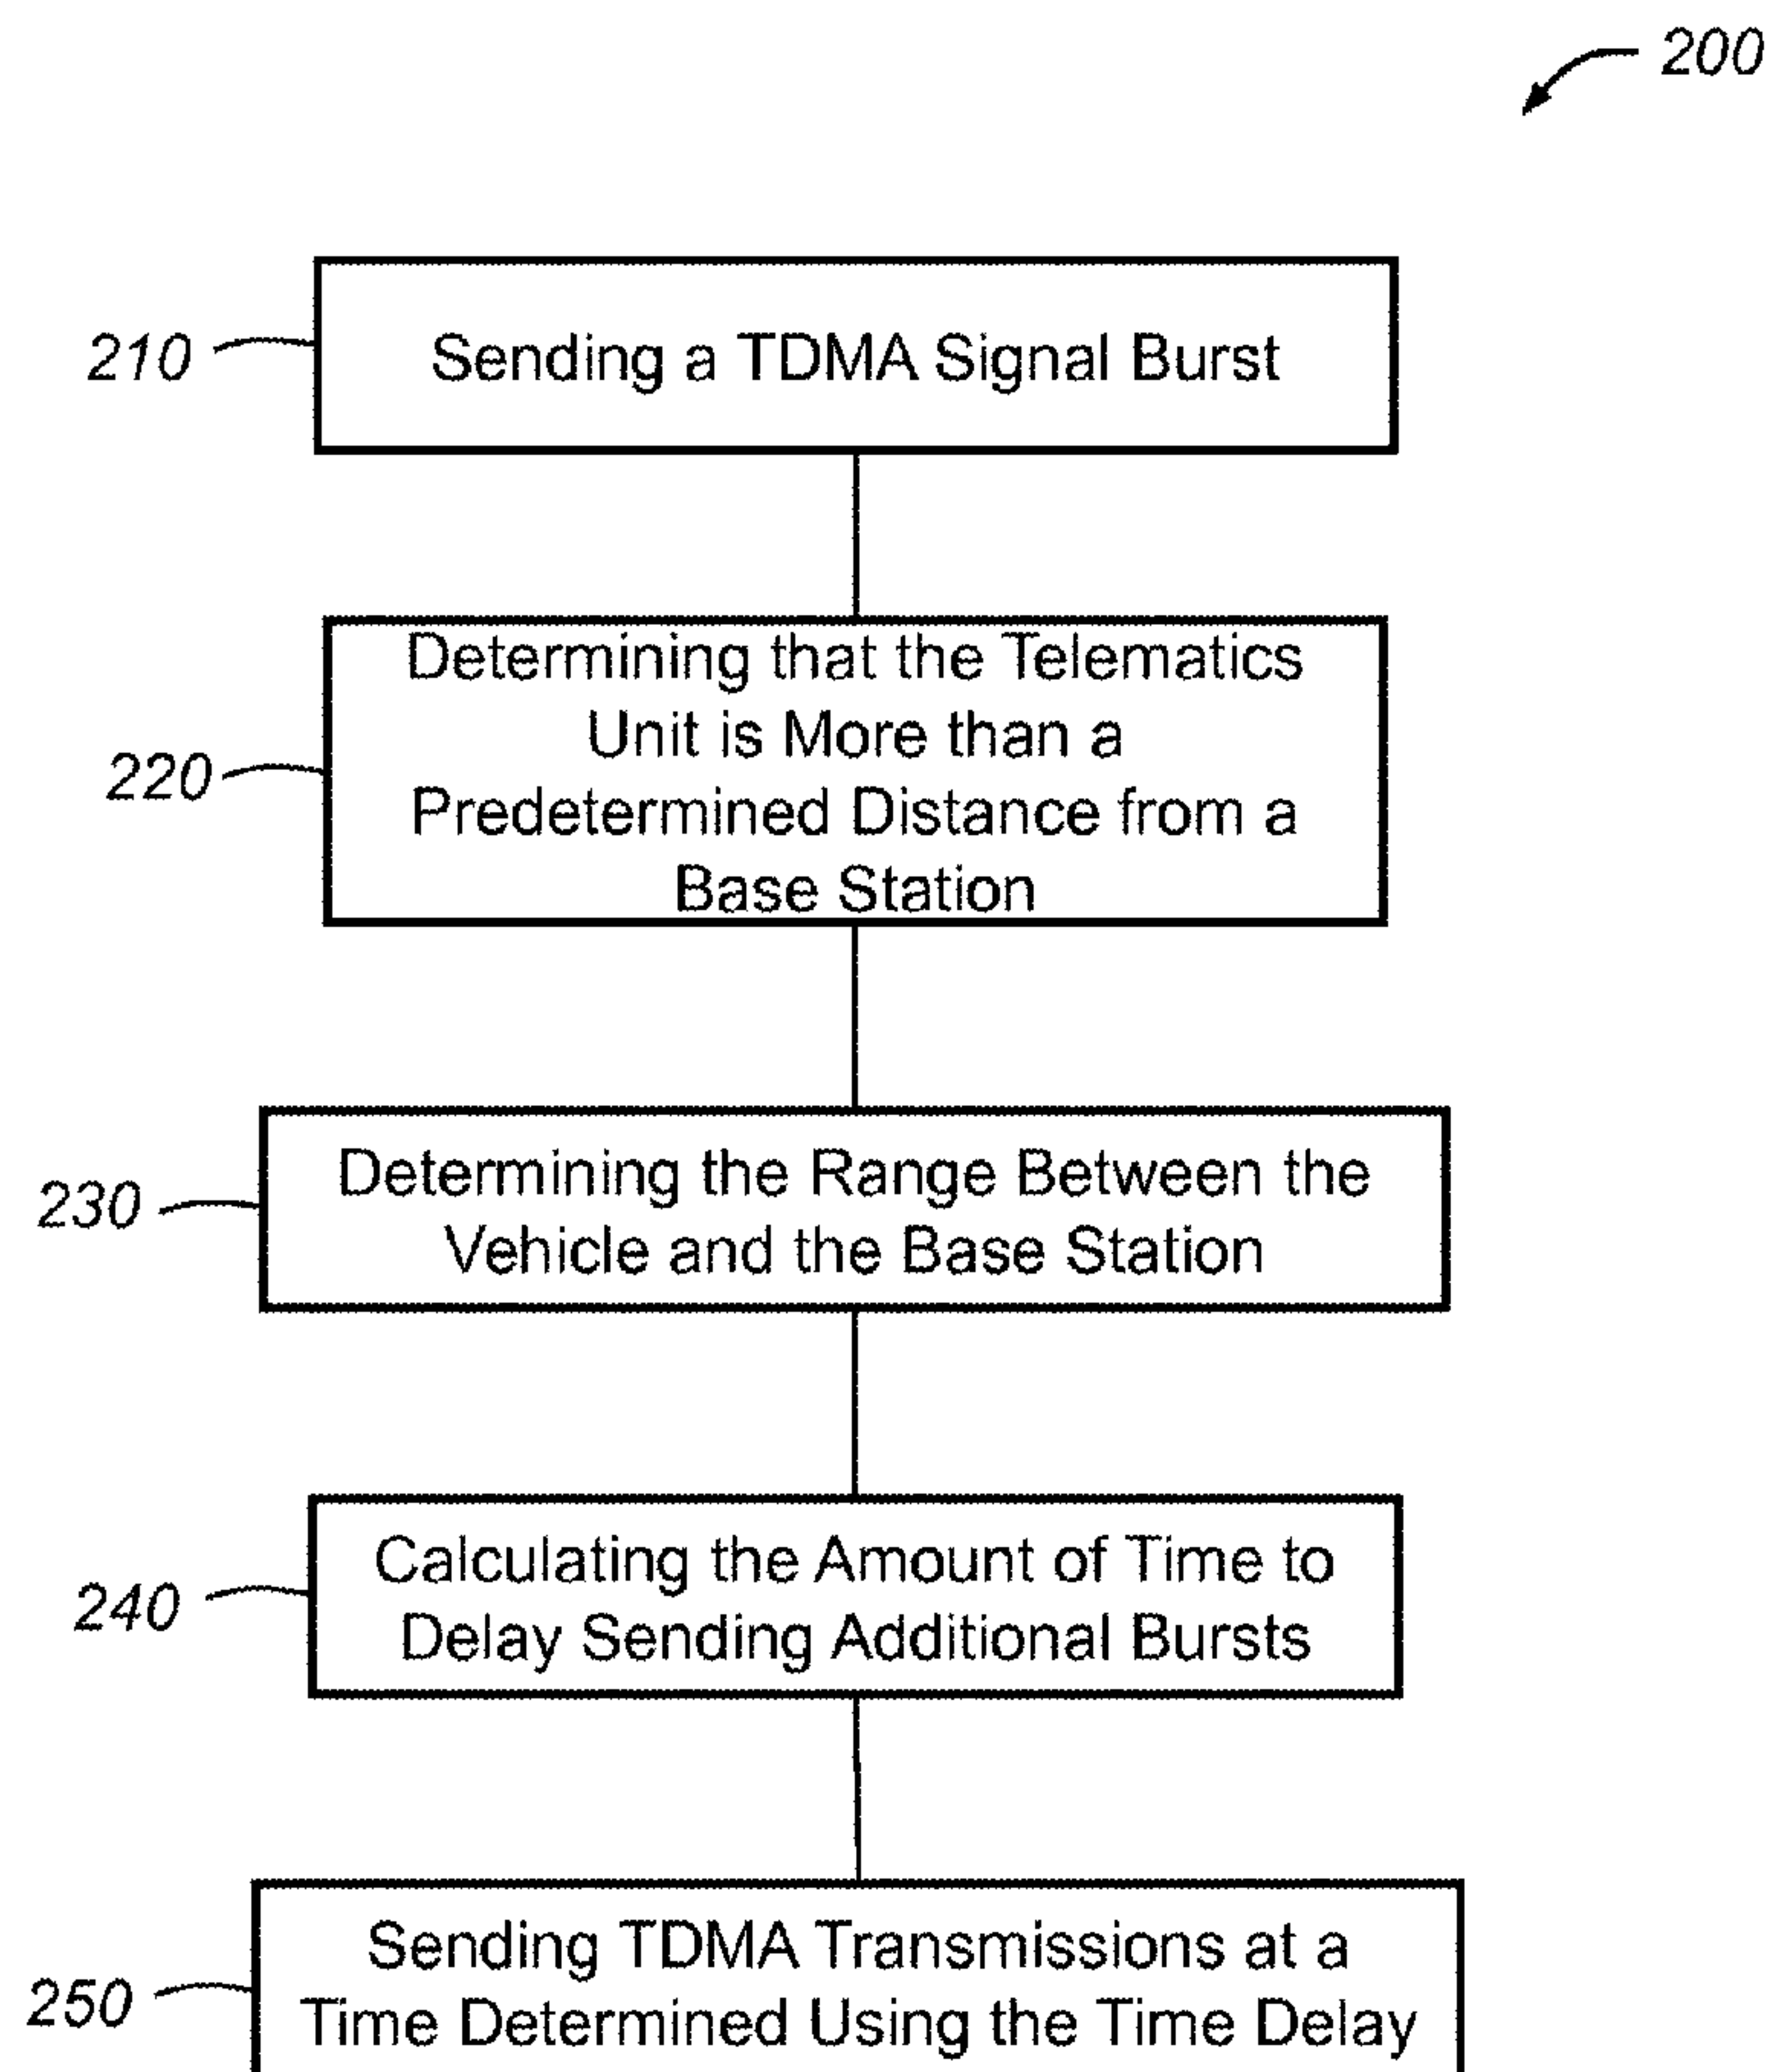 200
210
Sending a TDMA Signal Burst
Determining that the Telematics
Unit is More than a
220
Predetermined Distance from a
Base Station
230
Determining the Range Between the
Vehicle and the Base Station
240
Calculating the Amount of Time to
Delay Sending Additional Bursts
250
Sending TDMA Transmissions at a
Time Determined Using the Time Delay